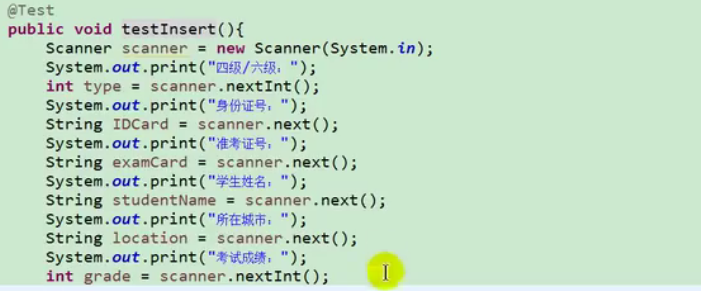 @Test
public void testInsert(){
Scanner scanner = new Scanner(System.in);
System.out.print("四级/六级：");
int type = scanner.nextInt();
System.out.print("身份证号：");
String IDCard = scanner.next();
System.out.print("准考证号：");
String examCard = scanner.next();
System.out.print("学生姓名：");
String studentName = scanner.next();
System.out.print("所在城市：");
String location = scanner.next();
System.out.print("考试成绩：");
int grade = scanner.nextInt();